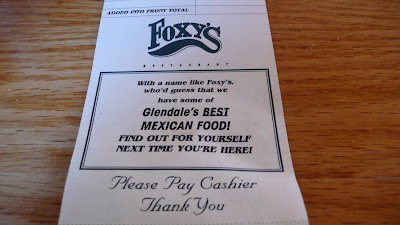 ADDED INTO FRONT TOTAL
FOXY'S
RESTAURANT
With a name like Foxy's,
who'd guess that we
have some of
Glendale's BEST
MEXICAN FOOD!
FIND OUT FOR YOURSELF
NEXT TIME YOU'RE HERE!
Please Pay Cashier
Thank You